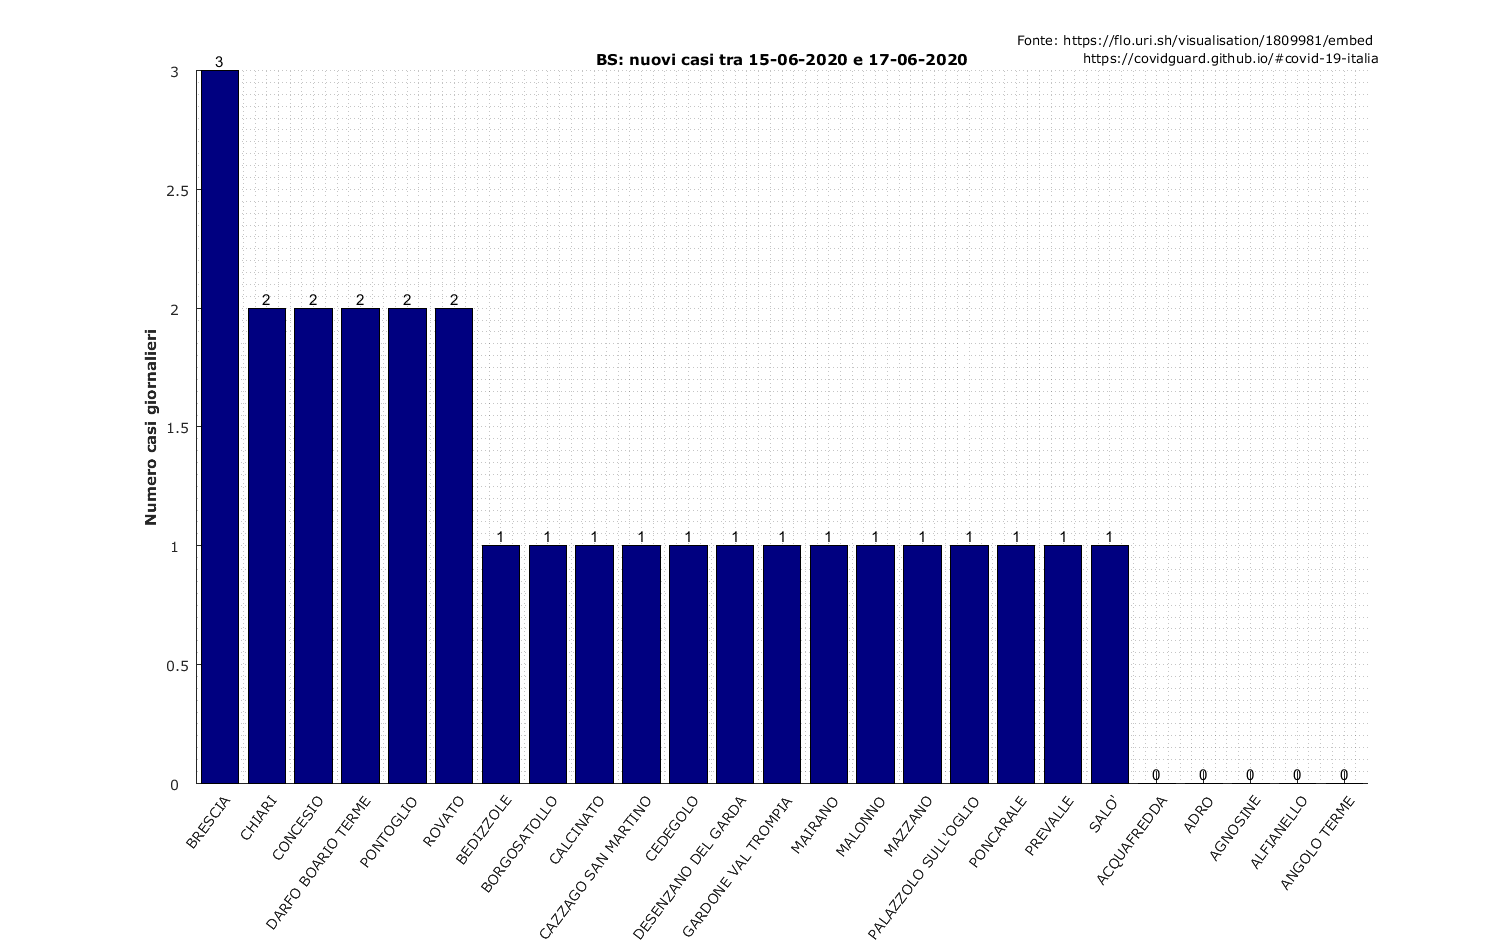 Fonte: https://flo.uri.sh/visualisation/1809981/embed
https://covidguard.github.io/#covid-19-italia
BS: nuovi casi tra 15-06-2020 e 17-06-2020
Numero casi giornalieri
3
2.5
2
1.5
1
0.5
0
3
2
2
2
2
2
1
1
1
1
1
1
1
1
1
1
1
1
1
1
0
0
0
0
0
BRESCIA
CHIARI
CONCESIO
DARFO BOARIO TERME
PONTOGLIO
ROVATO
BEDIZZOLE
BORGOSATOLLO
CALCINATO
CAZZAGO SAN MARTINO
CEDEGOLO
DESENZANO DEL GARDA
GARDONE VAL TROMPIA
MAIRANO
MALONNO
MAZZANO
PALAZZOLO SULL'OGLIO
PONCARALE
PREVALLE
SALO'
ACQUAFREDDA
ADRO
AGNOSINE
ALFIANELLO
ANGOLO TERME